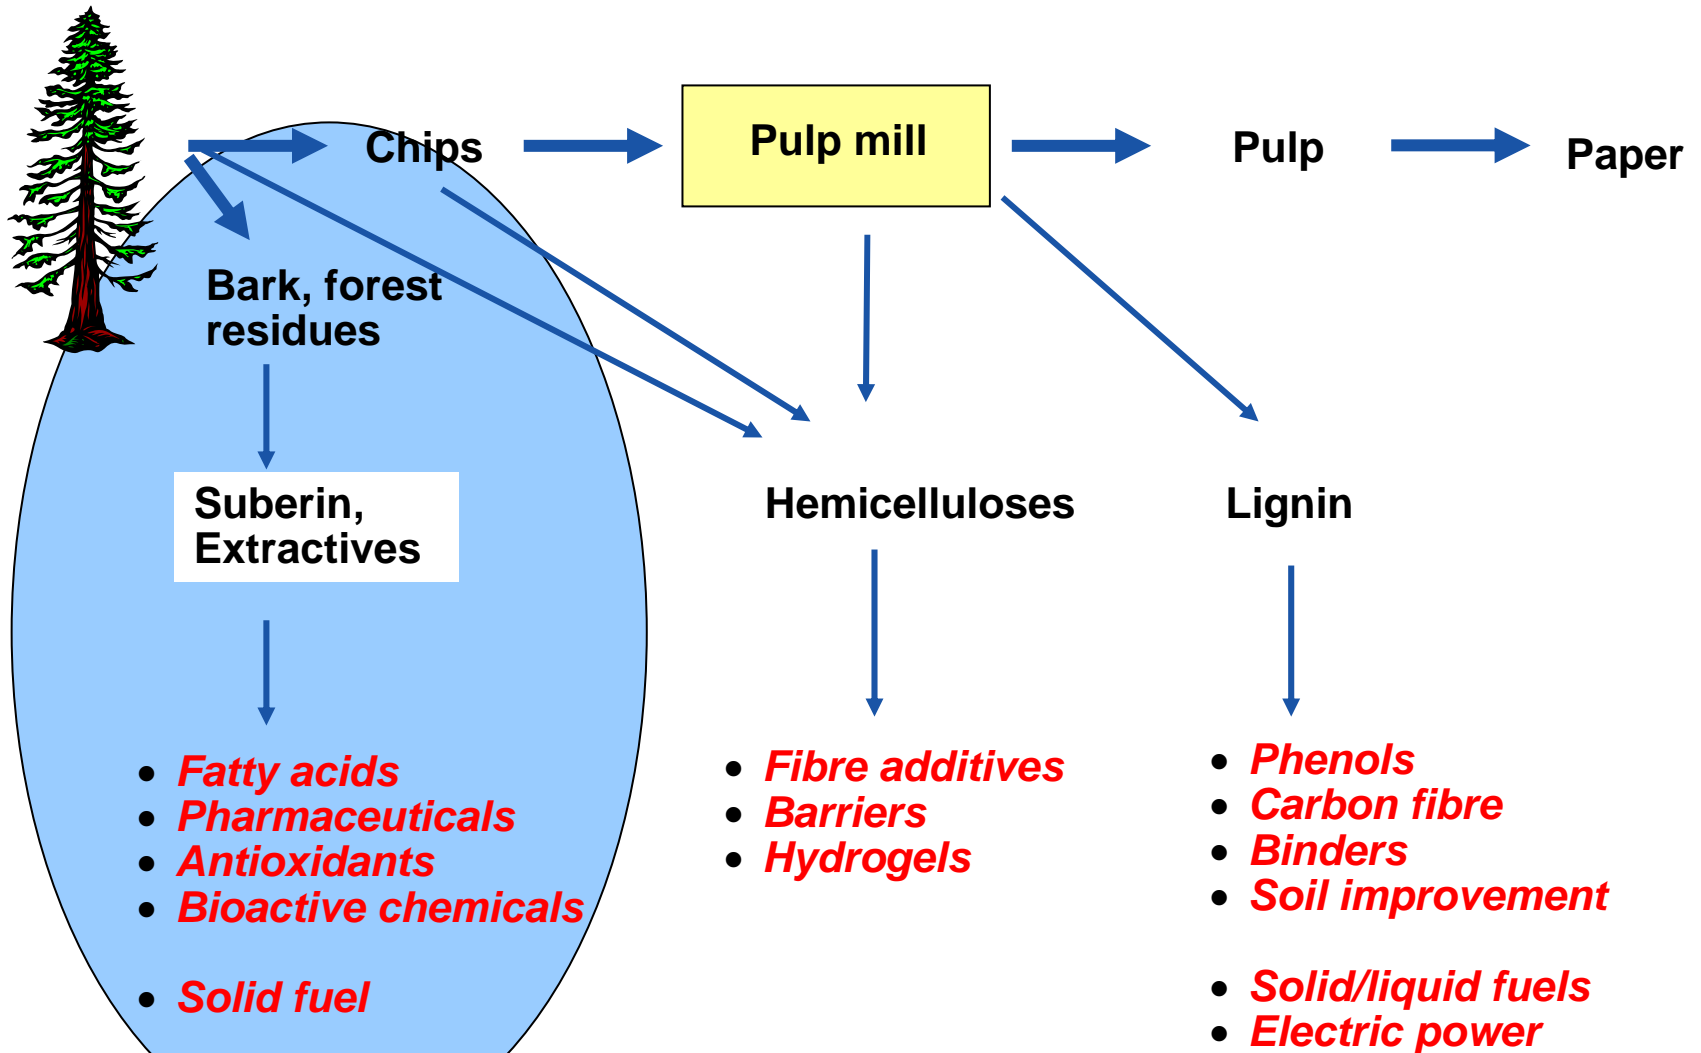 Chips
Pulp mill
Pulp
Paper
Bark, forest
residues
Suberin,
Extractives
Hemicelluloses
Lignin
• Fatty acids
• Pharmaceuticals
• Antioxidants
• Bioactive chemicals
• Solid fuel
• Fibre additives
• Barriers
• Hydrogels
• Phenols
• Carbon fibre
• Binders
• Soil improvement
• Solid/liquid fuels
• Electric power